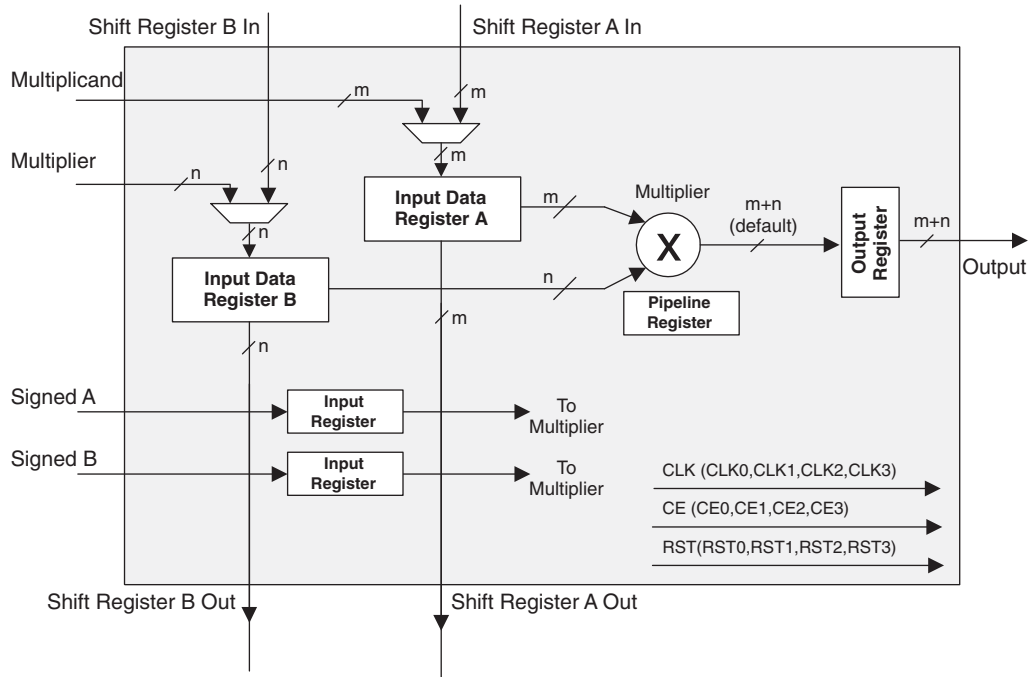 Shift Register B In
Shift Register A In
Multiplicand
m
m
Multiplier
n
n
m
Input Data
Register A
m
Multiplier
m+n
(default)
X
Output
Register
m+n
Output
n
Input Data
Register B
n
Pipeline
Register
m
n
Signed A
Input
Register
To
Multiplier
Signed B
Input
Register
To
Multiplier
CLK (CLK0,CLK1,CLK2,CLK3)
CE (CE0,CE1,CE2,CE3)
RST(RST0,RST1,RST2,RST3)
Shift Register B Out
Shift Register A Out